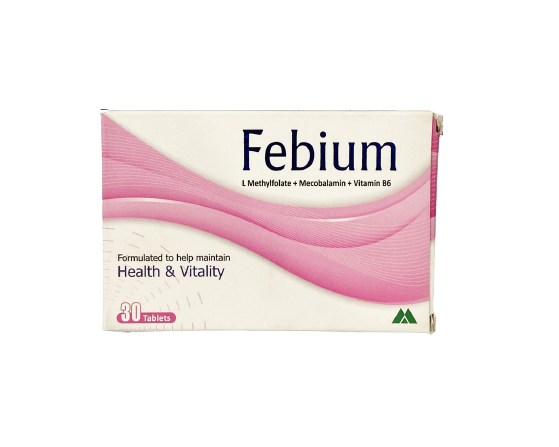 Febium
L Methylfolate + Mecobalamin + Vitamin B6
Formulated to help maintain
Health & Vitality
30 Tablets